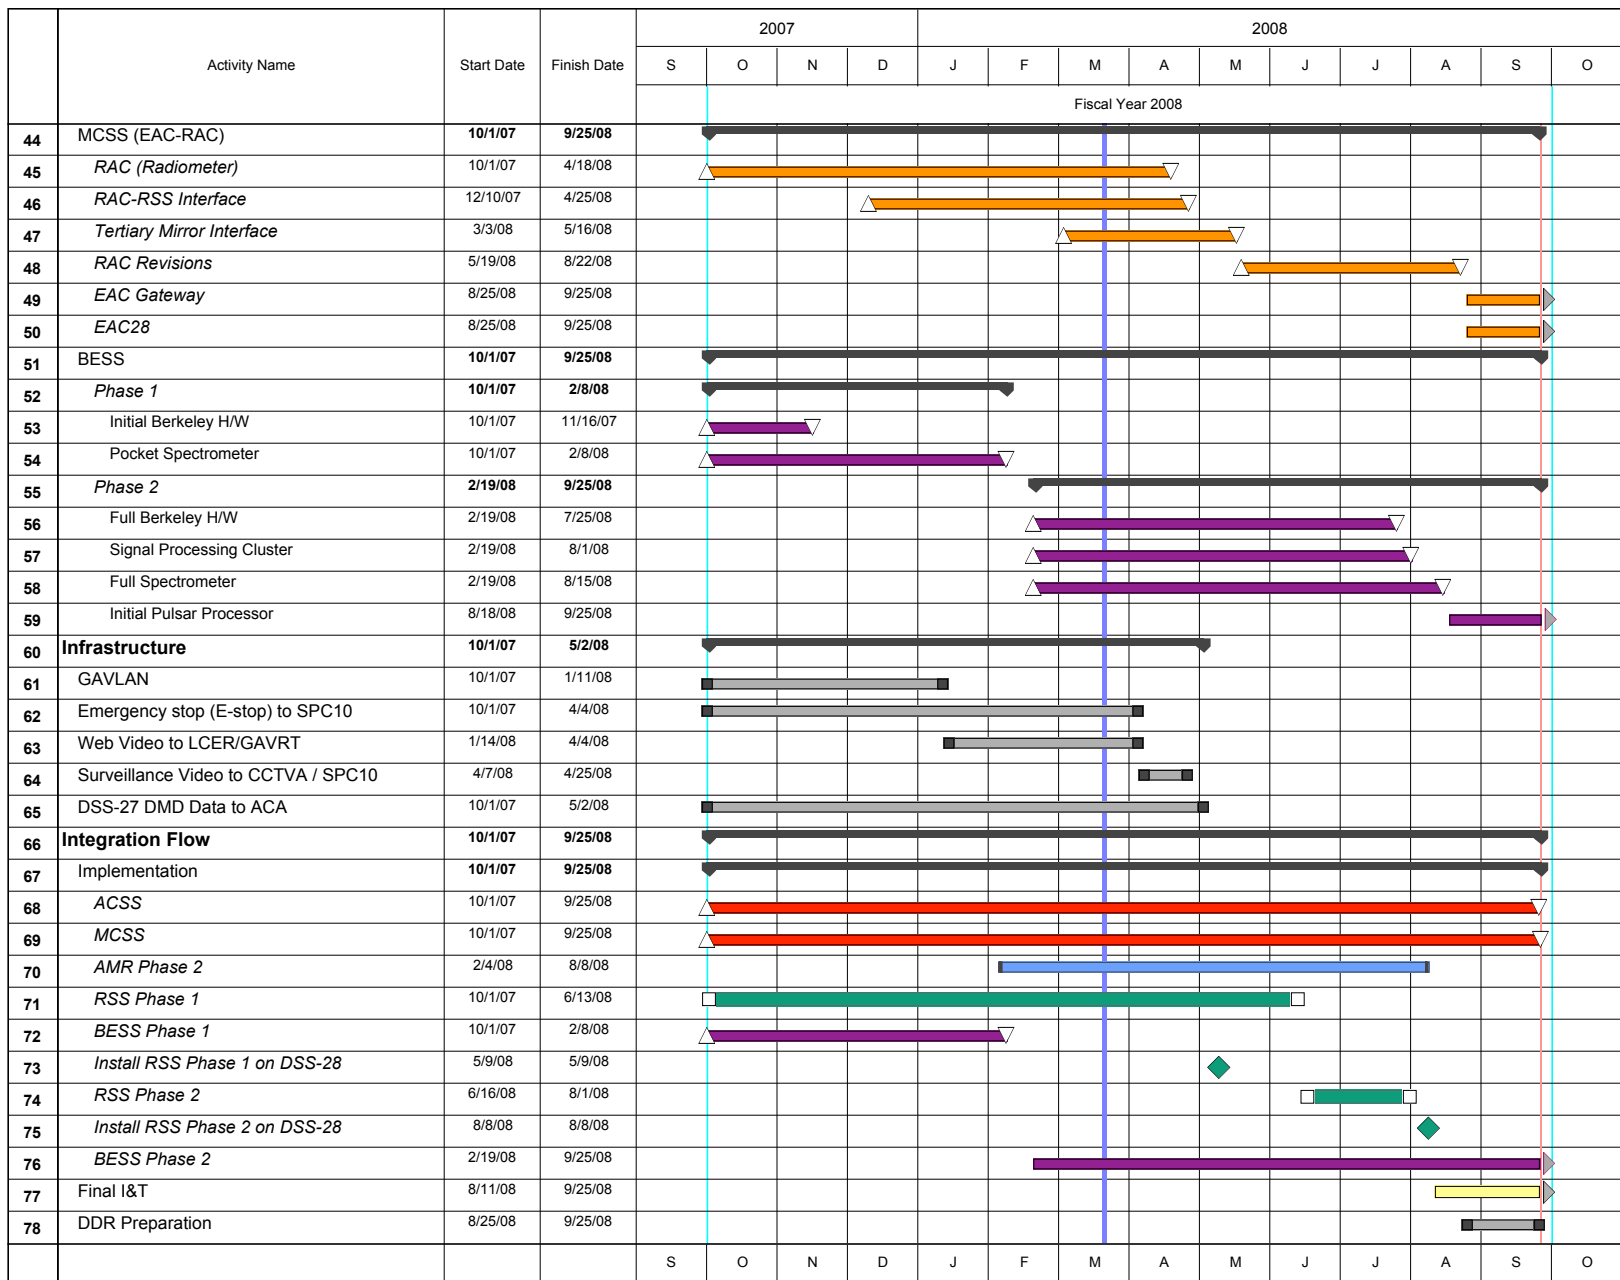 2007 2008
Activity Name Start Date Finish Date S O N D J F M A M J J A S O
Fiscal Year 2008
44 MCSS (EAC-RAC) 10/1/07 9/25/08
45 RAC (Radiometer) 10/1/07 4/18/08
46 RAC-RSS Interface 12/10/07 4/25/08
47 Tertiary Mirror Interface 3/3/08 5/16/08
48 RAC Revisions 5/19/08 8/22/08
49 EAC Gateway 8/25/08 9/25/08
50 EAC28 8/25/08 9/25/08
51 BESS 10/1/07 9/25/08
52 Phase 1 10/1/07 2/8/08
53 Initial Berkeley H/W 10/1/07 11/16/07
54 Pocket Spectrometer 10/1/07 2/8/08
55 Phase 2 2/19/08 9/25/08
56 Full Berkeley H/W 2/19/08 7/25/08
57 Signal Processing Cluster 2/19/08 8/1/08
58 Full Spectrometer 2/19/08 8/15/08
59 Initial Pulsar Processor 8/18/08 9/25/08
60 Infrastructure 10/1/07 5/2/08
61 GAVLAN 10/1/07 1/11/08
62 Emergency stop (E-stop) to SPC10 10/1/07 4/4/08
63 Web Video to LCER/GAVRT 1/14/08 4/4/08
64 Surveillance Video to CCTVA / SPC10 4/7/08 4/25/08
65 DSS-27 DMD Data to ACA 10/1/07 5/2/08
66 Integration Flow 10/1/07 9/25/08
67 Implementation 10/1/07 9/25/08
68 ACSS 10/1/07 9/25/08
69 MCSS 10/1/07 9/25/08
70 AMR Phase 2 2/4/08 8/8/08
71 RSS Phase 1 10/1/07 6/13/08
72 BESS Phase 1 10/1/07 2/8/08
73 Install RSS Phase 1 on DSS-28 5/9/08 5/9/08
74 RSS Phase 2 6/16/08 8/1/08
75 Install RSS Phase 2 on DSS-28 8/8/08 8/8/08
76 BESS Phase 2 2/19/08 9/25/08
77 Final I&T 8/11/08 9/25/08
78 DDR Preparation 8/25/08 9/25/08
S O N D J F M A M J J A S O